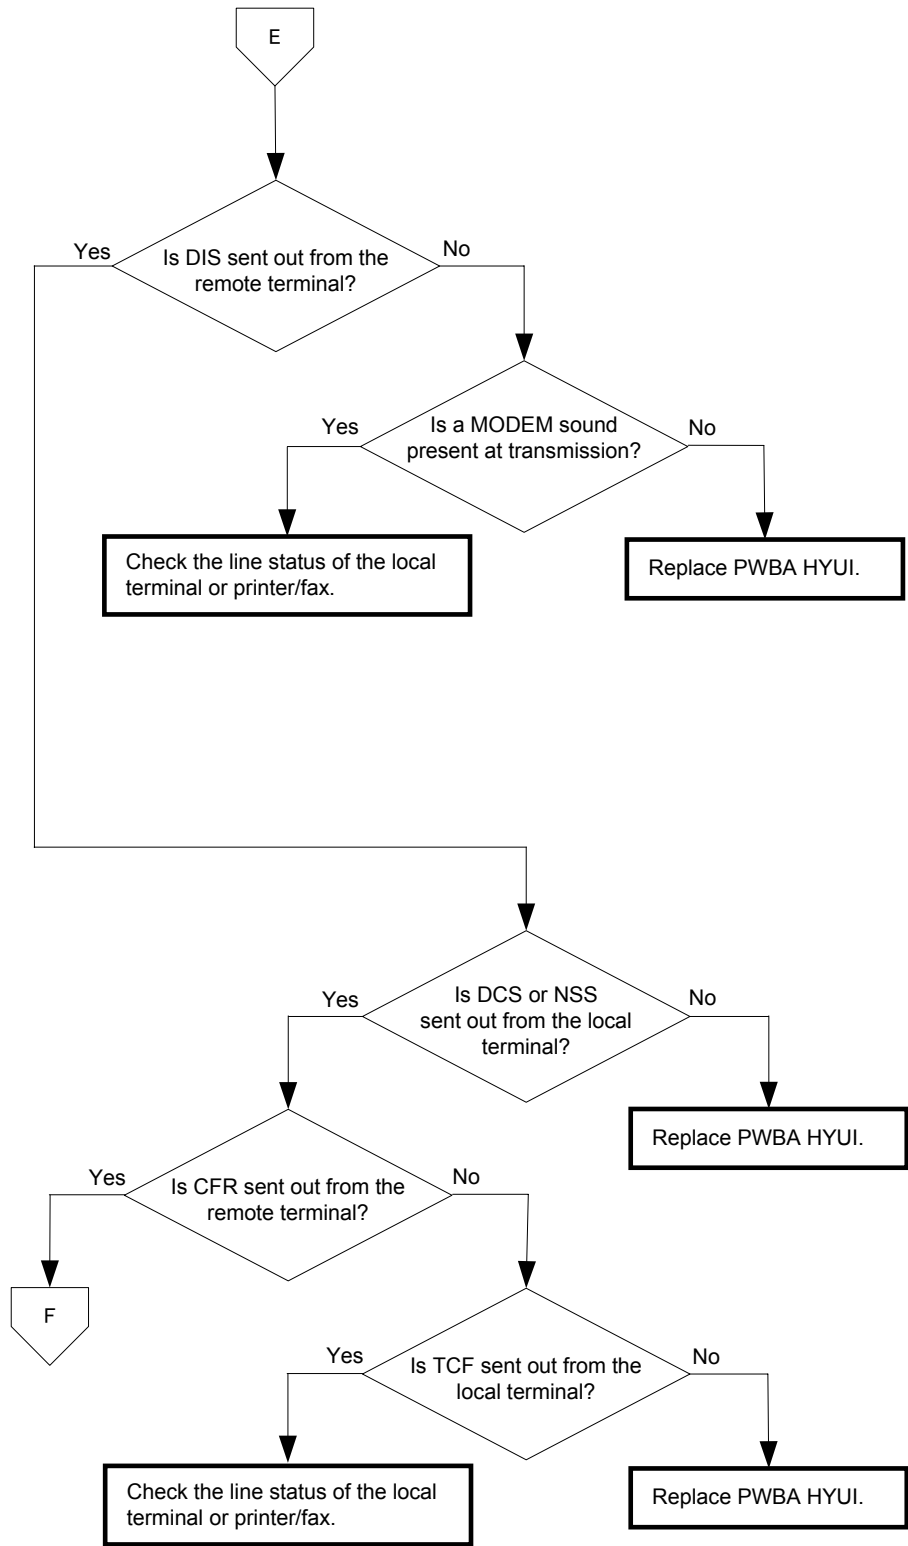 E
Yes
Is DIS sent out from the
remote terminal?
No
Yes
Is a MODEM sound
present at transmission?
No
Check the line status of the local
terminal or printer/fax.
Replace PWBA HYUI.
Yes
Is DCS or NSS
sent out from the local
terminal?
No
Replace PWBA HYUI.
Yes
Is CFR sent out from the
remote terminal?
No
F
Yes
Is TCF sent out from the
local terminal?
No
Check the line status of the local
terminal or printer/fax.
Replace PWBA HYUI.